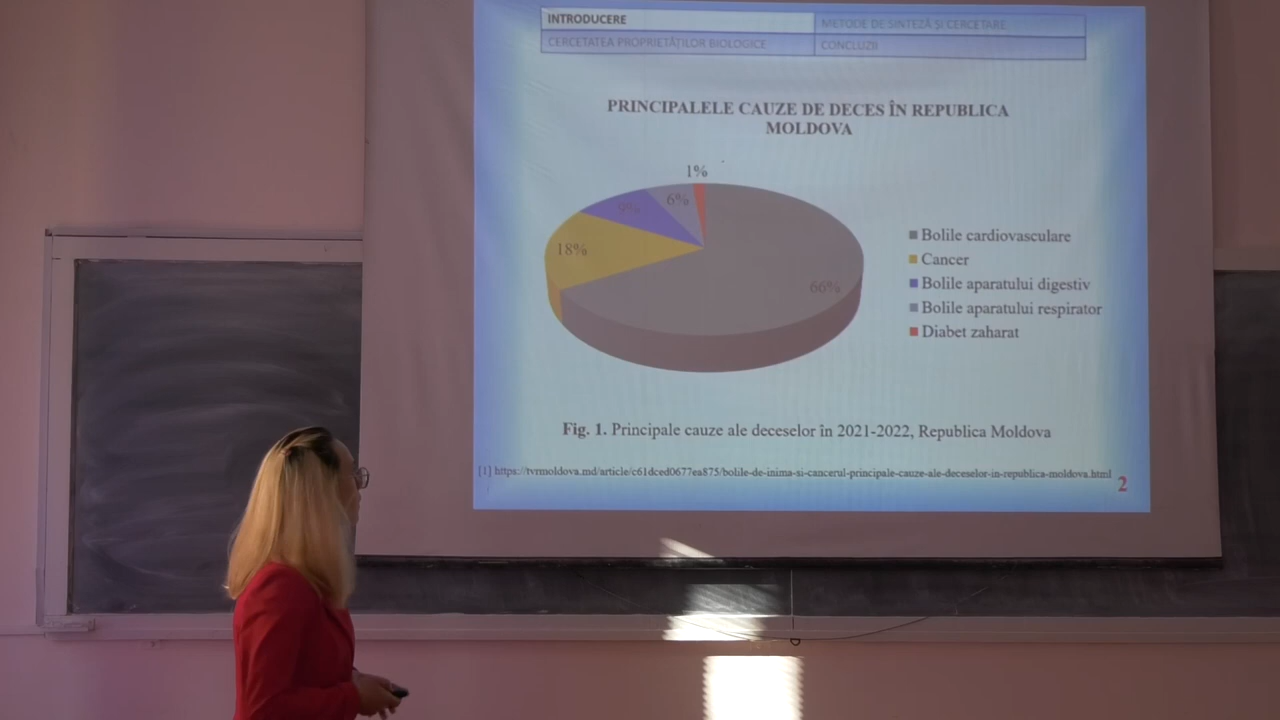 INTRODUCERE
METODE DE SINTEZĂ ȘI CERCETARE
CERCETATEA PROPRIETĂȚILOR BIOLOGICE
CONCLUZII
PRINCIPALELE CAUZE DE DECES ÎN REPUBLICA
MOLDOVA
1%
6%
9%
18%
66%
Bolile cardiovasculare
Cancer
Bolile aparatului digestiv
Bolile aparatului respirator
Diabet zaharat
Fig. 1. Principale cauze ale deceselor în 2021-2022, Republica Moldova
[1] https://tvrmoldova.md/article/c61dced0677ea875/bolile-de-inima-si-cancerul-principale-cauze-ale-deceselor-in-republica-moldova.html
2